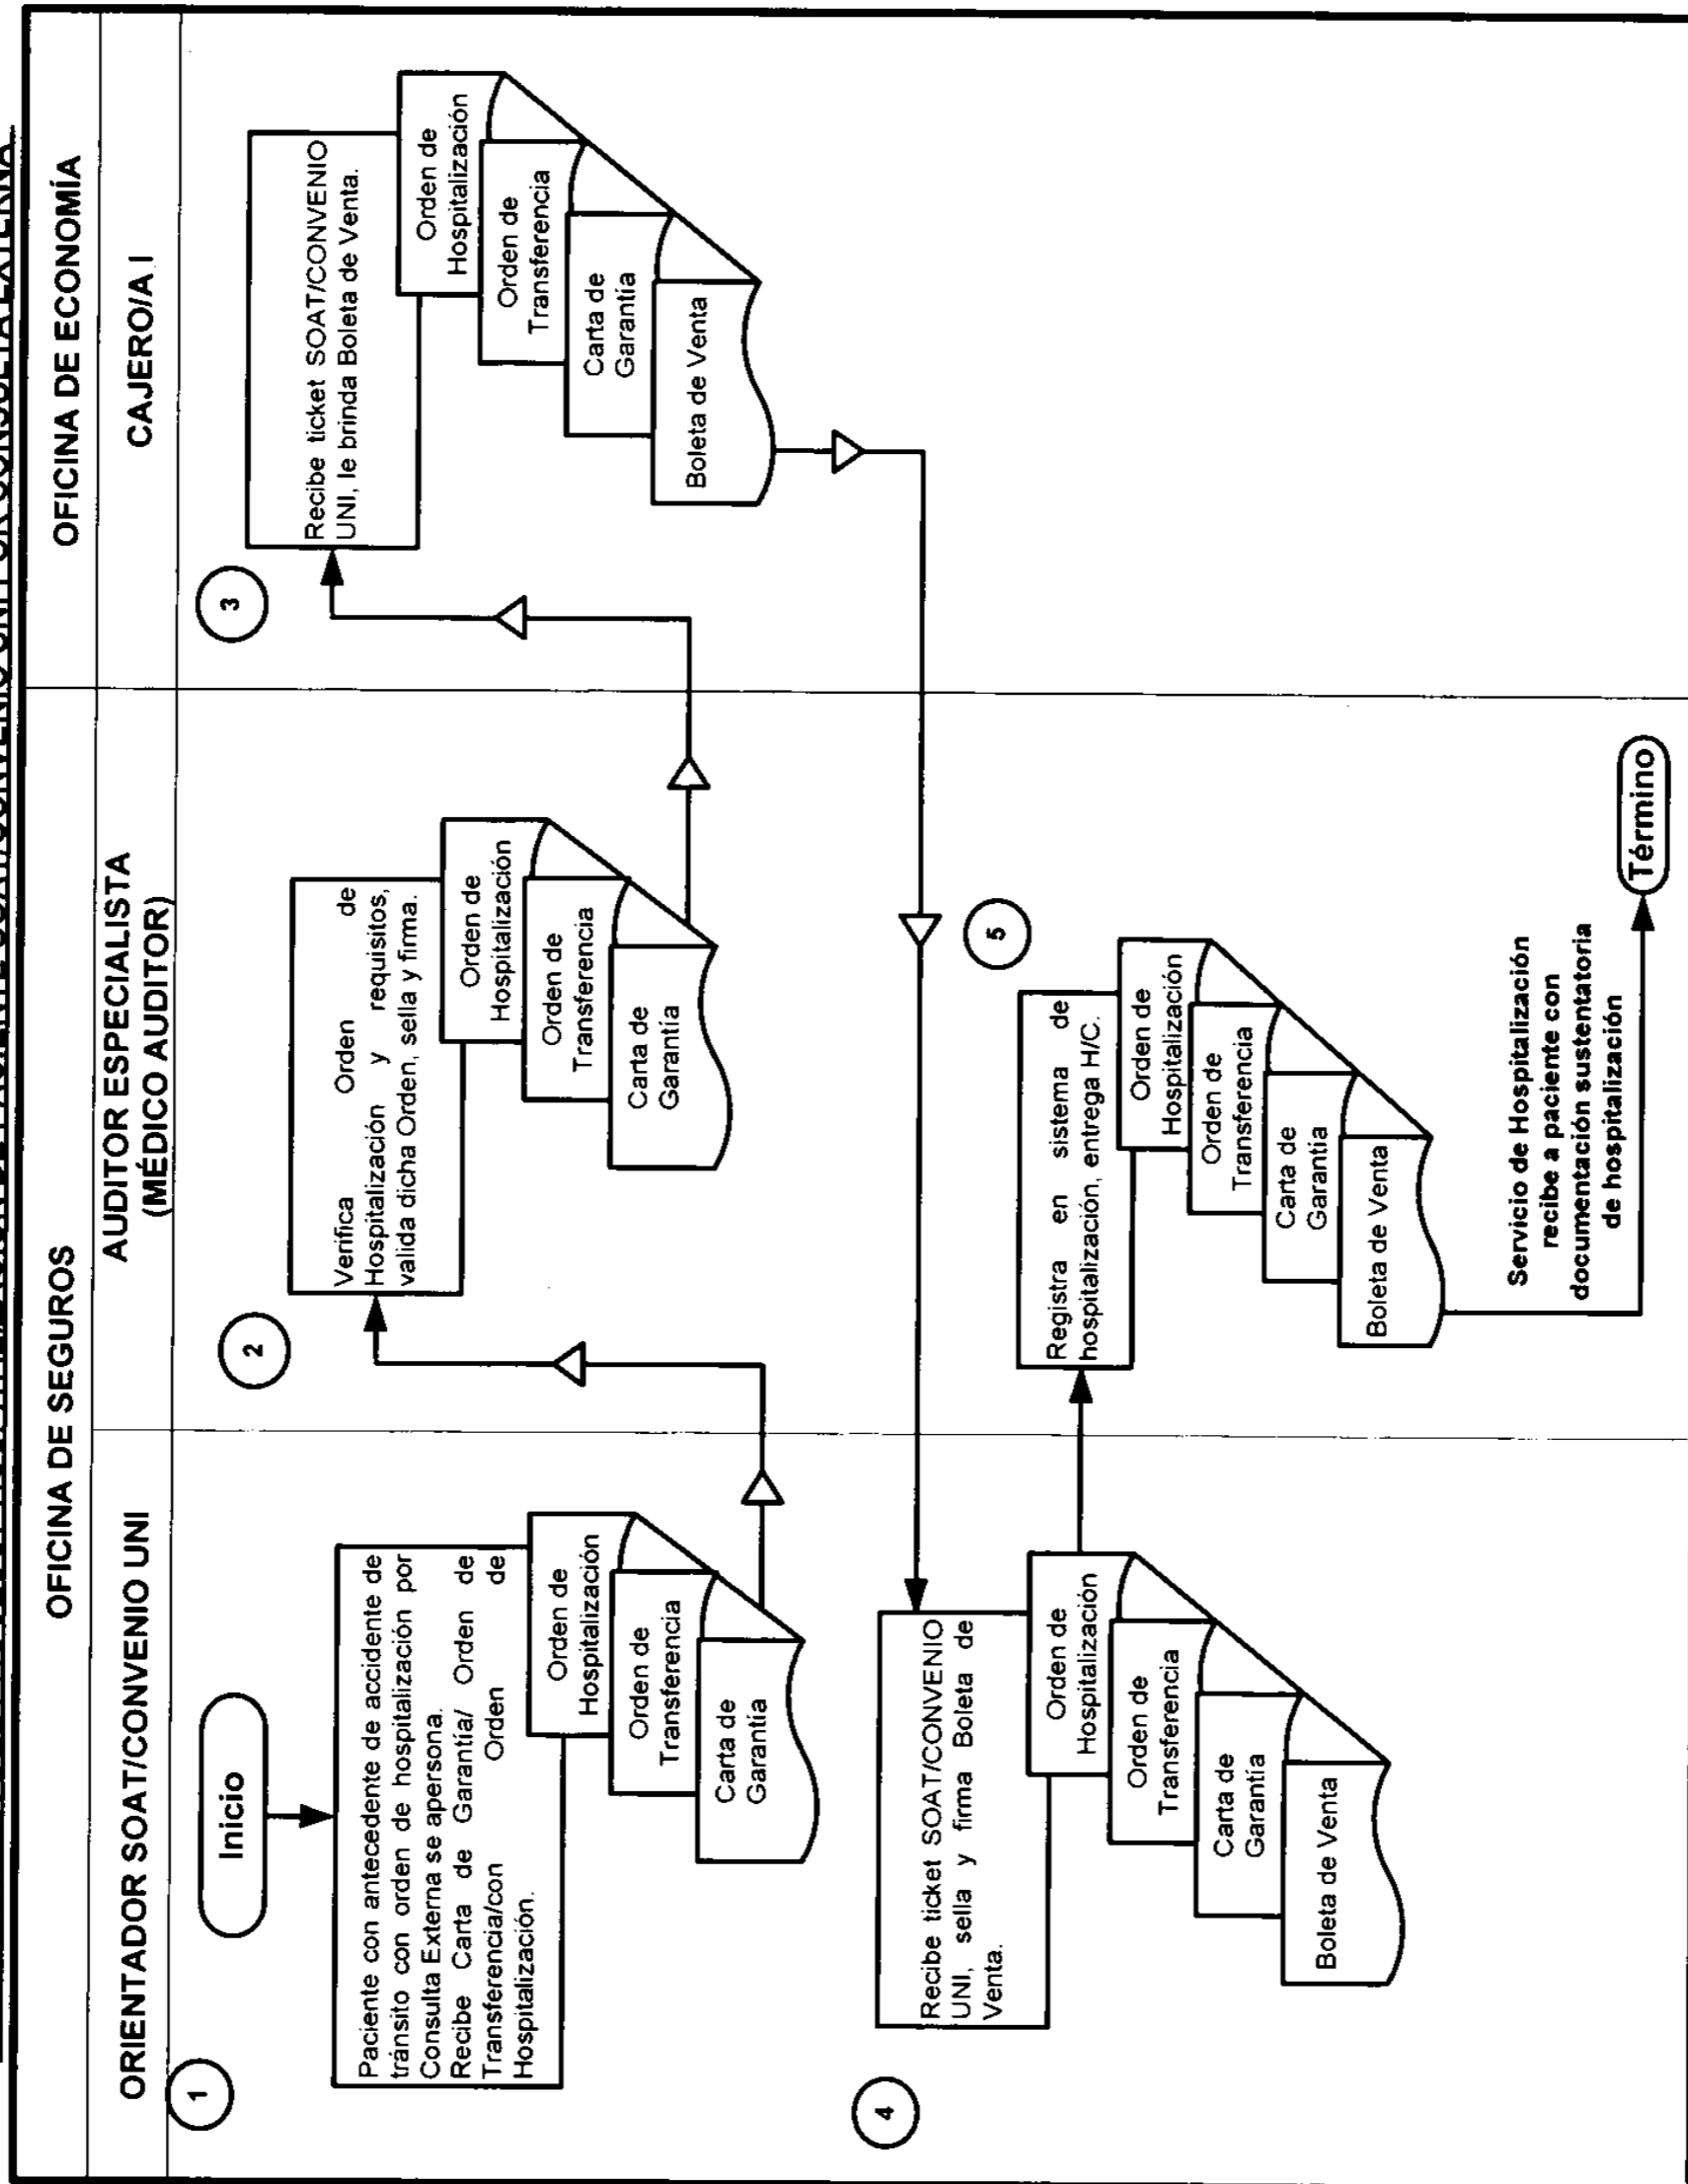 PACIENTE SOAT/CONVENIO UNI POR CONSULTA EXTERNA
OFICINA DE SEGUROS
OFICINA DE ECONOMÍA
ORIENTADOR SOAT/CONVENIO UNI
AUDITOR ESPECIALISTA
(MÉDICO AUDITOR)
CAJERO/A I
1
Inicio
Paciente con antecedente de accidente de
tránsito con orden de hospitalización por
Consulta Externa se apersona.
Recibe Carta de Garantía/ Orden de
Transferencia/con Orden de
Hospitalización.
Orden de
Hospitalización
Orden de
Transferencia
Carta de
Garantía
2
Verifica Orden de
Hospitalización y requisitos,
valida dicha Orden, sella y firma.
Orden de
Hospitalización
Orden de
Transferencia
Carta de
Garantía
3
Recibe ticket SOAT/CONVENIO
UNI, le brinda Boleta de Venta.
Orden de
Hospitalización
Orden de
Transferencia
Carta de
Garantía
Boleta de Venta
4
Recibe ticket SOAT/CONVENIO
UNI, sella y firma Boleta de
Venta.
Orden de
Hospitalización
Orden de
Transferencia
Carta de
Garantía
Boleta de Venta
5
Registra en sistema de
hospitalización, entrega H/C.
Orden de
Hospitalización
Orden de
Transferencia
Carta de
Garantía
Boleta de Venta
Servicio de Hospitalización
recibe a paciente con
documentación sustentatoria
de hospitalización
Término